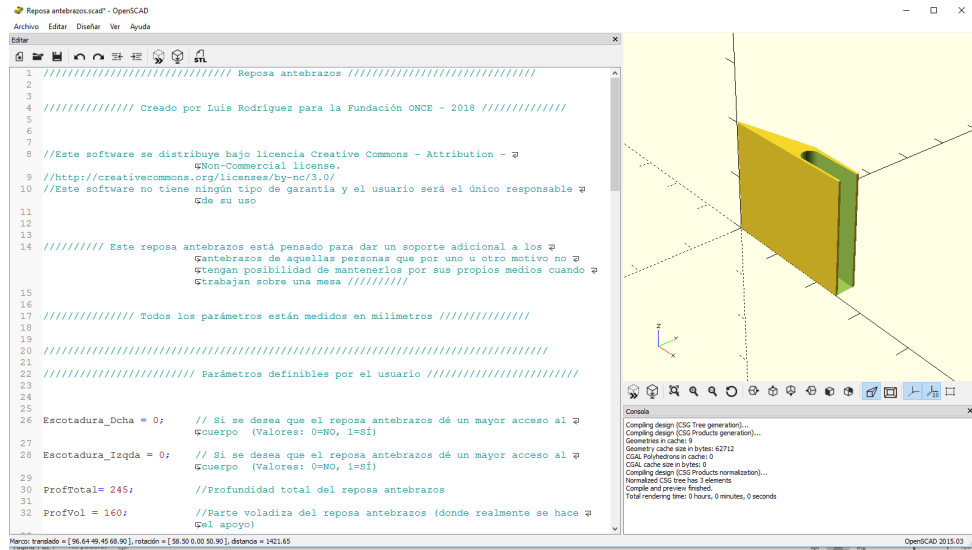 Reposa antebrazos.scad* - OpenSCAD
Archivo Editar Diseñar Ver Ayuda
Editar
STL
1 //////////////////////////////// Reposa antebrazos ////////////////////////////////
2
3
4 /////////////// Creado por Luis Rodríguez para la Fundación ONCE - 2018 //////////////
5
6
7
8 //Este software se distribuye bajo licencia Creative Commons - Attribution -
Non-Commercial license.
9 //http://creativecommons.org/licenses/by-nc/3.0/
10 //Este software no tiene ningún tipo de garantía y el usuario será el único responsable
de su uso
11
12
13
14 ////////// Este reposa antebrazos está pensado para dar un soporte adicional a los
antebrazos de aquellas personas que por uno u otro motivo no
tengan posibilidad de mantenerlos por sus propios medios cuando
trabajan sobre una mesa //////////
15
16
17 /////////////// Todos los parámetros están medidos en milímetros ///////////////
18
19
20 ///////////////////////////////////////////////////////////////////////////////////
21
22 ///////////////////////// Parámetros definibles por el usuario /////////////////////////
23
24
25
26 Escotadura_Dcha = 0; // Si se desea que el reposa antebrazos dé un mayor acceso al
cuerpo (Valores: 0=NO, 1=SÍ)
27
28 Escotadura_Izqda = 0; // Si se desea que el reposa antebrazos dé un mayor acceso al
cuerpo (Valores: 0=NO, 1=SÍ)
29
30 ProfTotal= 245; //Profundidad total del reposa antebrazos
31
32 ProfVol = 160; //Parte voladiza del reposa antebrazos (donde realmente se hace
el apoyo)
z
y
x
10
Consola
Compiling design (CSG Tree generation)...
Compiling design (CSG Products generation)...
Geometries in cache: 9
Geometry cache size in bytes: 62712
CGAL Polyhedrons in cache: 0
CGAL cache size in bytes: 0
Compiling design (CSG Products normalization)...
Normalized CSG tree has 3 elements
Compile and preview finished.
Total rendering time: 0 hours, 0 minutes, 0 seconds
Marco: translado = [ 96.64 49.45 68.90 ], rotación = [ 58.50 0.00 50.90 ], distancia = 1421.65
OpenSCAD 2015.03